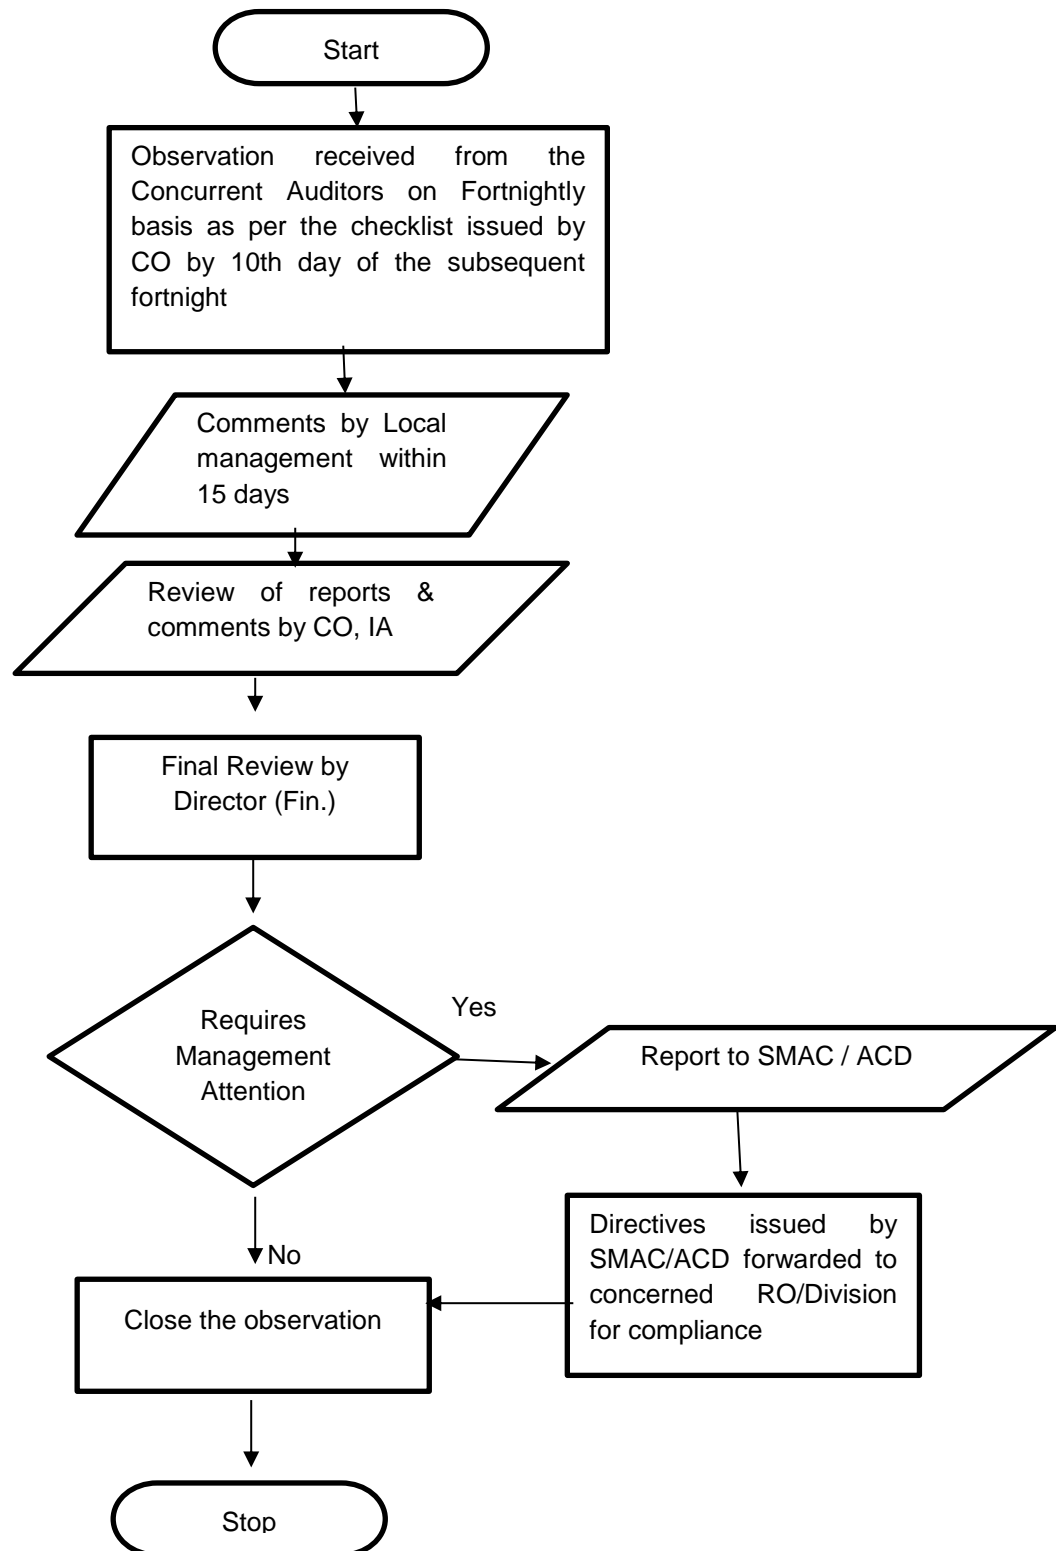 Start
Observation received from the
Concurrent Auditors on Fortnightly
basis as per the checklist issued by
CO by 10th day of the subsequent
fortnight
Comments by Local
management within
15 days
Review of reports &
comments by CO, IA
Final Review by
Director (Fin.)
Requires
Management
Attention
Yes
Report to SMAC / ACD
Directives issued by
SMAC/ACD forwarded to
concerned RO/Division
for compliance
No
Close the observation
Stop